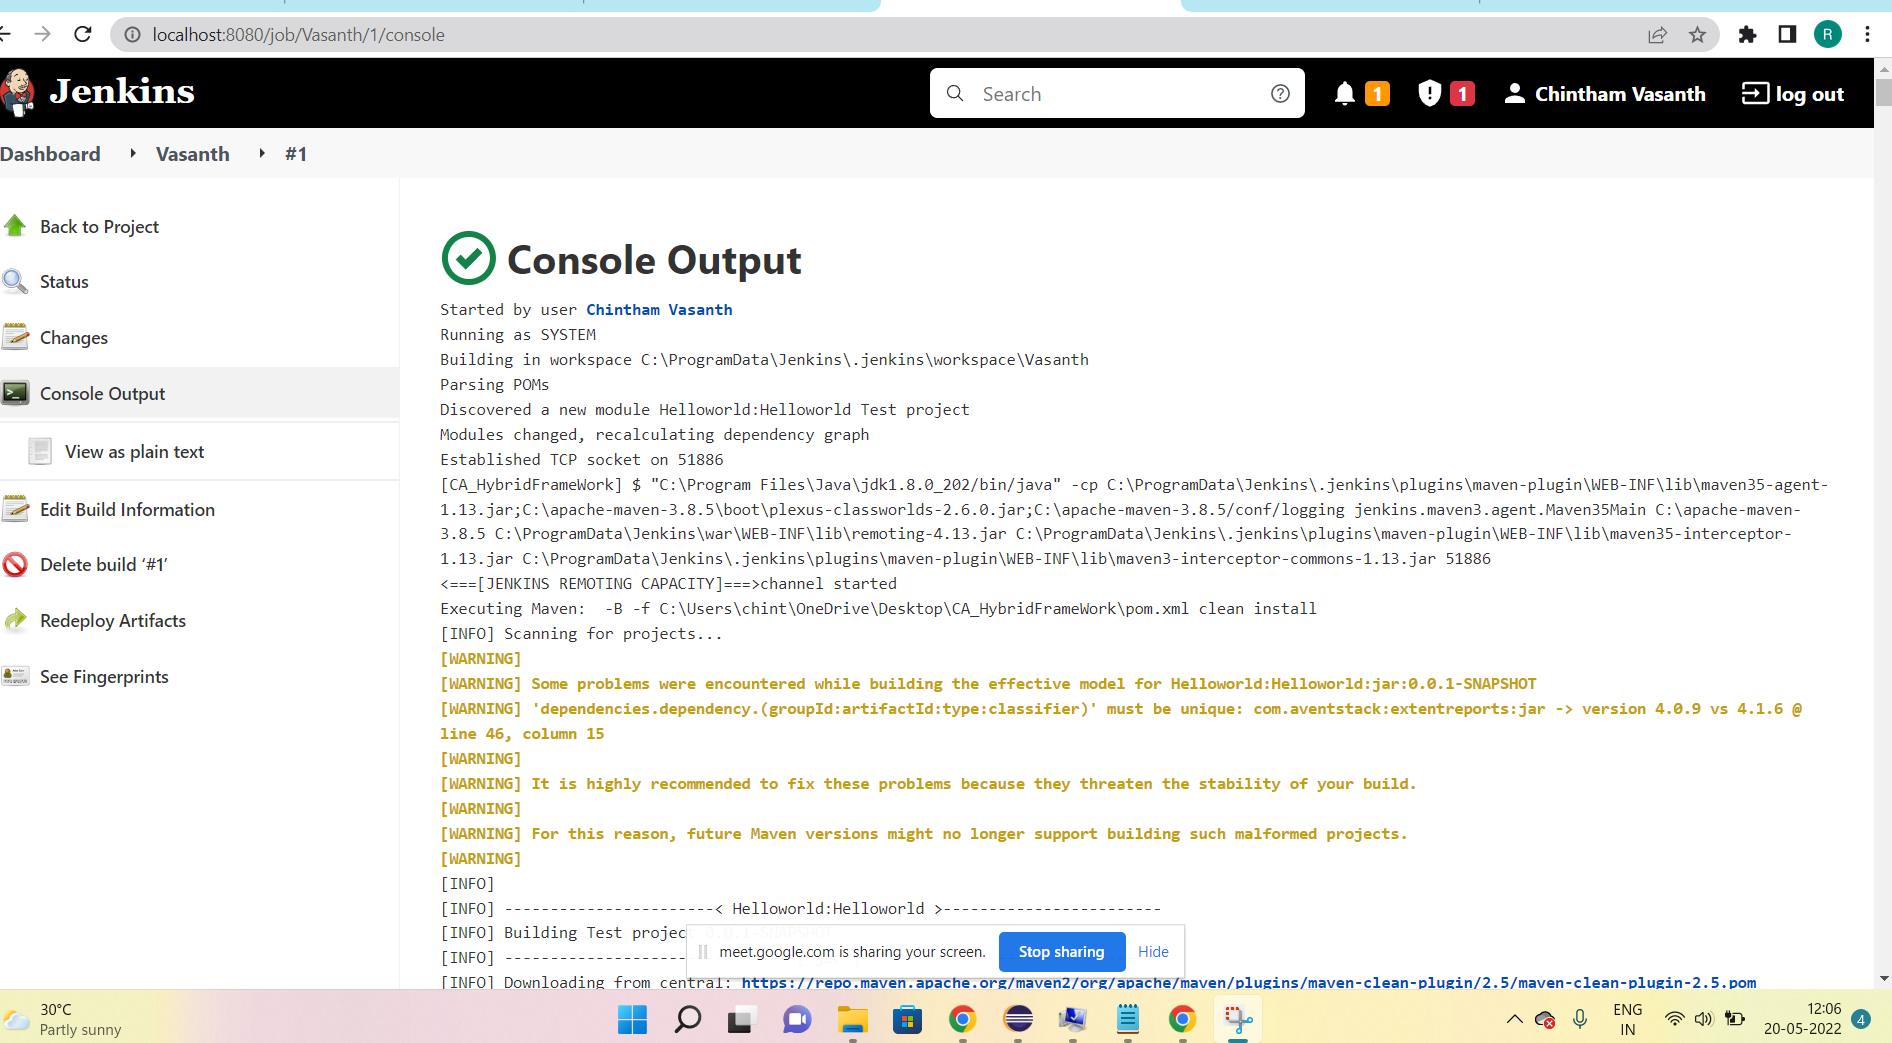 localhost:8080/job/Vasanth/1/console
R
Jenkins
Search
1
1
Chintham Vasanth
log out
Dashboard
Vasanth
#1
Back to Project
Status
Changes
Console Output
View as plain text
Edit Build Information
Delete build ‘#1’
Redeploy Artifacts
See Fingerprints
Console Output
Started by user Chintham Vasanth
Running as SYSTEM
Building in workspace C:\ProgramData\Jenkins\.jenkins\workspace\Vasanth
Parsing POMs
Discovered a new module Helloworld:Helloworld Test project
Modules changed, recalculating dependency graph
Established TCP socket on 51886
[CA_HybridFrameWork] $ "C:\Program Files\Java\jdk1.8.0_202/bin/java" -cp C:\ProgramData\Jenkins\.jenkins\plugins\maven-plugin\WEB-INF\lib\maven35-agent-
1.13.jar;C:\apache-maven-3.8.5\boot\plexus-classworlds-2.6.0.jar;C:\apache-maven-3.8.5/conf/logging jenkins.maven3.agent.Maven35Main C:\apache-maven-
3.8.5 C:\ProgramData\Jenkins\war\WEB-INF\lib\remoting-4.13.jar C:\ProgramData\Jenkins\.jenkins\plugins\maven-plugin\WEB-INF\lib\maven35-interceptor-
1.13.jar C:\ProgramData\Jenkins\.jenkins\plugins\maven-plugin\WEB-INF\lib\maven3-interceptor-commons-1.13.jar 51886
<===[JENKINS REMOTING CAPACITY]===>channel started
Executing Maven:  -B -f C:\Users\chint\OneDrive\Desktop\CA_HybridFrameWork\pom.xml clean install
[INFO] Scanning for projects...
[WARNING]
[WARNING] Some problems were encountered while building the effective model for Helloworld:Helloworld:jar:0.0.1-SNAPSHOT
[WARNING] 'dependencies.dependency.(groupId:artifactId:type:classifier)' must be unique: com.aventstack:extentreports:jar -> version 4.0.9 vs 4.1.6 @
line 46, column 15
[WARNING]
[WARNING] It is highly recommended to fix these problems because they threaten the stability of your build.
[WARNING]
[WARNING] For this reason, future Maven versions might no longer support building such malformed projects.
[WARNING]
[INFO]
[INFO] -----------------------< Helloworld:Helloworld >------------------------
[INFO] Building Test project 0.0.1-SNAPSHOT
[INFO] --------------------
meet.google.com is sharing your screen.
Stop sharing
Hide
[INFO] Downloading from central: https://repo.maven.apache.org/maven2/org/apache/maven/plugins/maven-clean-plugin/2.5/maven-clean-plugin-2.5.pom
30°C
Partly sunny
ENG
IN
12:06
20-05-2022
4